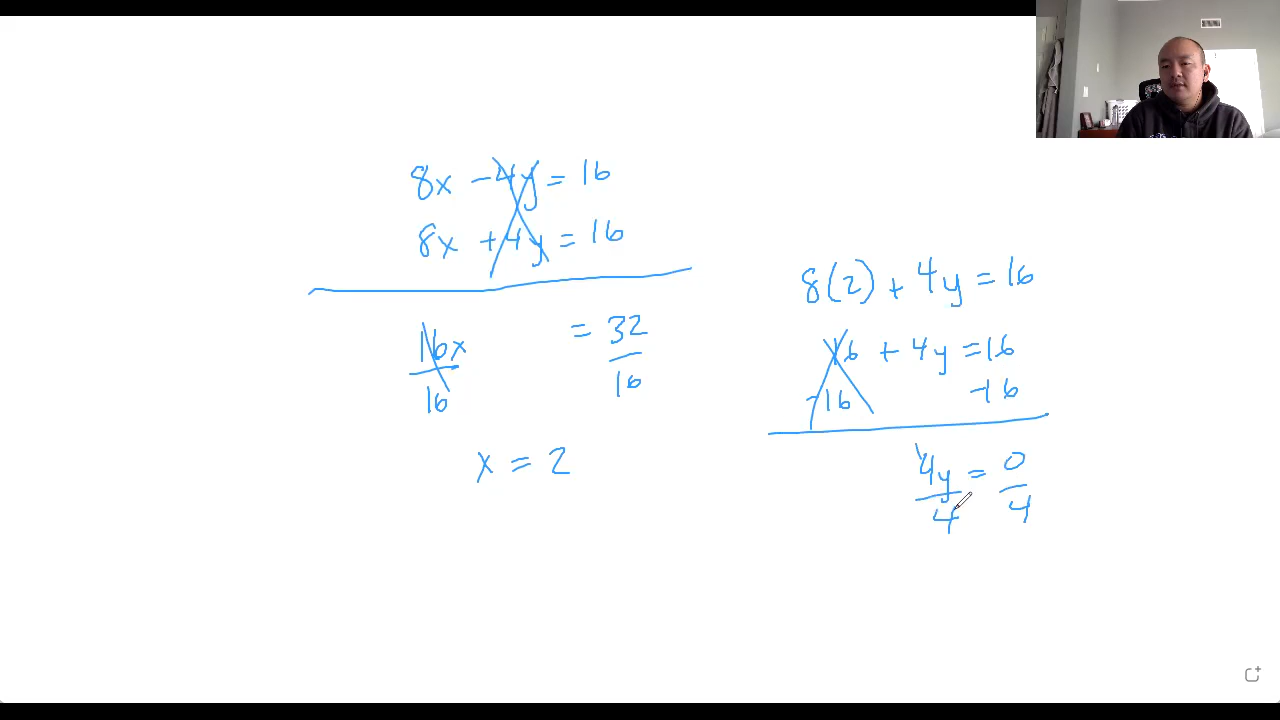 8x - 4y = 16
8x + 4y = 16
16x = 32
16 16
x = 2
8(2) + 4y = 16
16 + 4y = 16
-16 -16
4y = 0
4 4